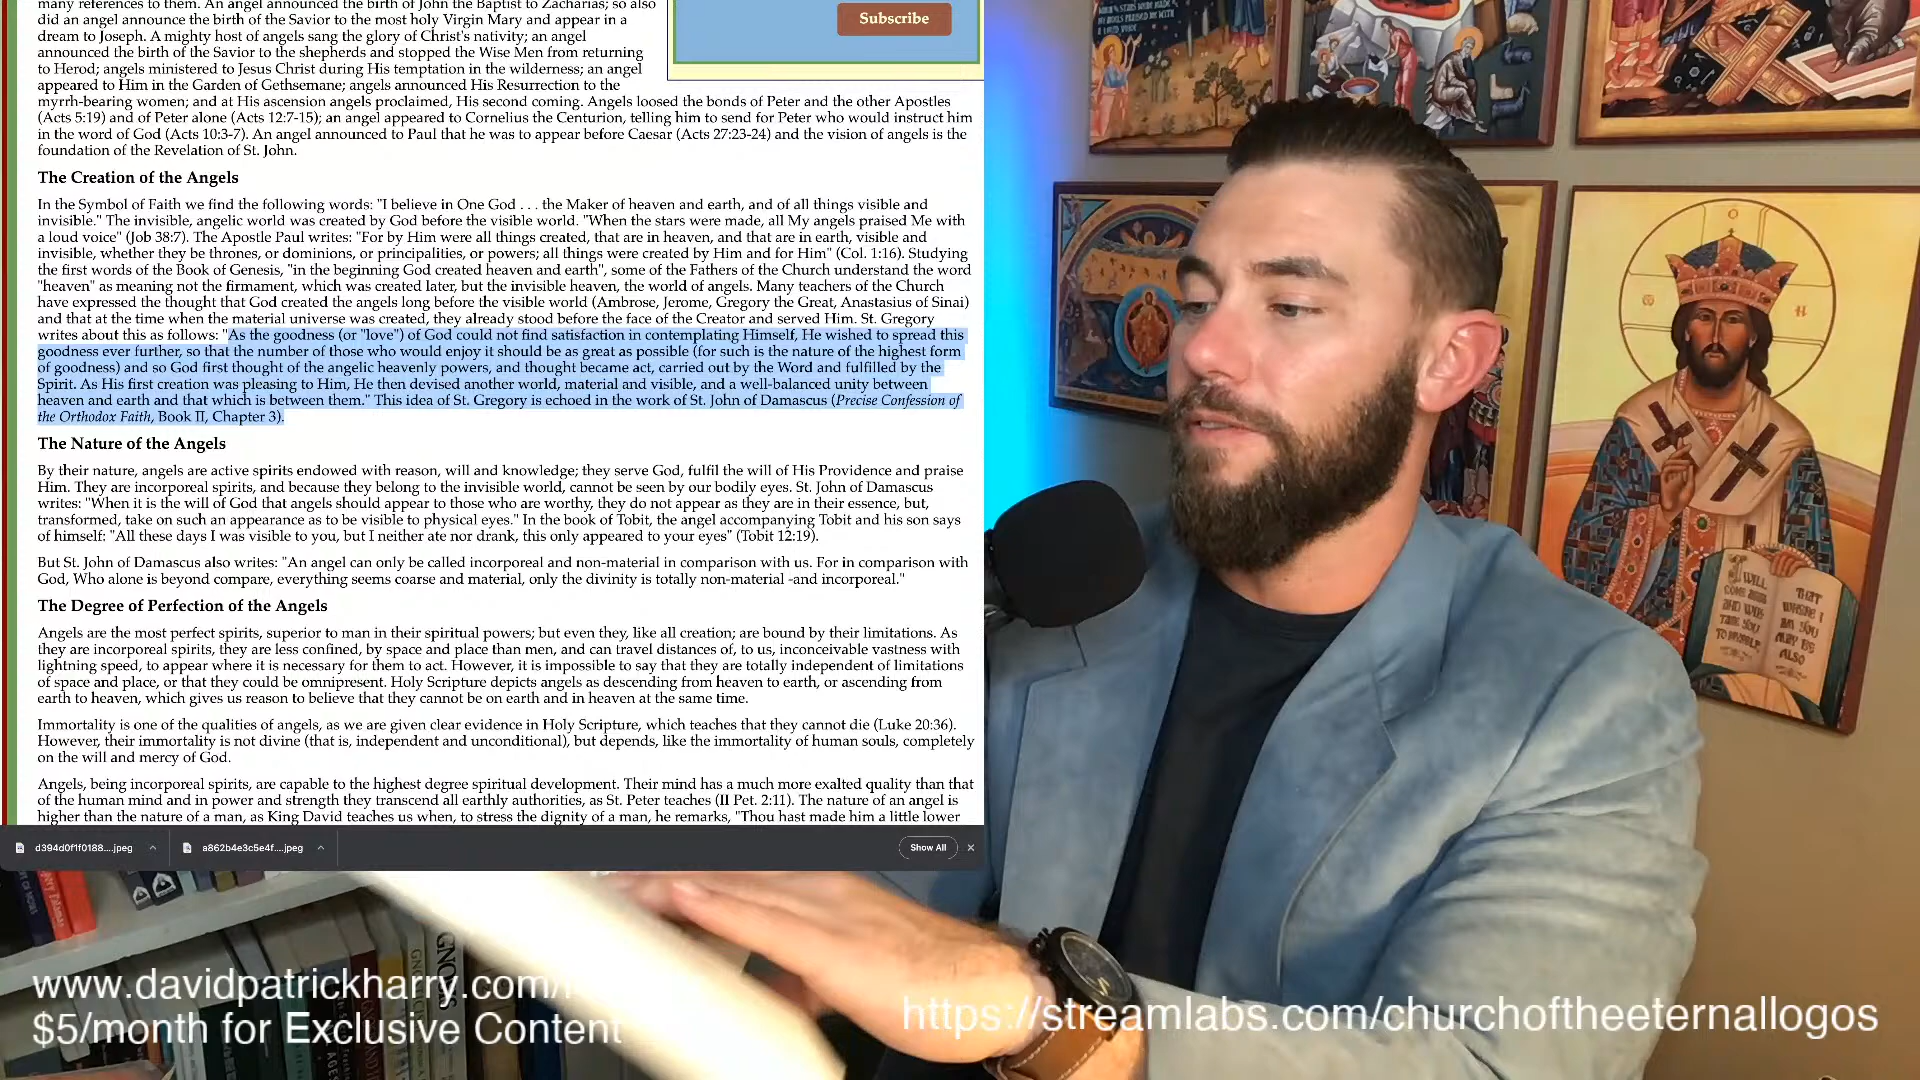 many references to them. An angel announced the birth of John the Baptist to Zacharias; so also
did an angel announce the birth of the Savior to the most holy Virgin Mary and appear in a
dream to Joseph. A mighty host of angels sang the glory of Christ's nativity; an angel
announced the birth of the Savior to the shepherds and stopped the Wise Men from returning
to Herod; angels ministered to Jesus Christ during His temptation in the wilderness; an angel
appeared to Him in the Garden of Gethsemane; angels announced His Resurrection to the
myrrh-bearing women; and at His ascension angels proclaimed, His second coming. Angels loosed the bonds of Peter and the other Apostles
(Acts 5:19) and of Peter alone (Acts 12:7-15); an angel appeared to Cornelius the Centurion, telling him to send for Peter who would instruct him
in the word of God (Acts 10:3-7). An angel announced to Paul that he was to appear before Caesar (Acts 27:23-24) and the vision of angels is the
foundation of the Revelation of St. John.
Subscribe
The Creation of the Angels
In the Symbol of Faith we find the following words: "I believe in One God . . . the Maker of heaven and earth, and of all things visible and
invisible." The invisible, angelic world was created by God before the visible world. "When the stars were made, all My angels praised Me with
a loud voice" (Job 38:7). The Apostle Paul writes: "For by Him were all things created, that are in heaven, and that are in earth, visible and
invisible, whether they be thrones, or dominions, or principalities, or powers; all things were created by Him and for Him" (Col. 1:16). Studying
the first words of the Book of Genesis, "in the beginning God created heaven and earth", some of the Fathers of the Church understand the word
"heaven" as meaning not the firmament, which was created later, but the invisible heaven, the world of angels. Many teachers of the Church
have expressed the thought that God created the angels long before the visible world (Ambrose, Jerome, Gregory the Great, Anastasius of Sinai)
and that at the time when the material universe was created, they already stood before the face of the Creator and served Him. St. Gregory
writes about this as follows: "As the goodness (or "love") of God could not find satisfaction in contemplating Himself, He wished to spread this
goodness ever further, so that the number of those who would enjoy it should be as great as possible (for such is the nature of the highest form
of goodness) and so God first thought of the angelic heavenly powers, and thought became act, carried out by the Word and fulfilled by the
Spirit. As His first creation was pleasing to Him, He then devised another world, material and visible, and a well-balanced unity between
heaven and earth and that which is between them." This idea of St. Gregory is echoed in the work of St. John of Damascus (Precise Confession of
the Orthodox Faith, Book II, Chapter 3).
The Nature of the Angels
By their nature, angels are active spirits endowed with reason, will and knowledge; they serve God, fulfil the will of His Providence and praise
Him. They are incorporeal spirits, and because they belong to the invisible world, cannot be seen by our bodily eyes. St. John of Damascus
writes: "When it is the will of God that angels should appear to those who are worthy, they do not appear as they are in their essence, but,
transformed, take on such an appearance as to be visible to physical eyes." In the book of Tobit, the angel accompanying Tobit and his son says
of himself: "All these days I was visible to you, but I neither ate nor drank, this only appeared to your eyes" (Tobit 12:19).
But St. John of Damascus also writes: "An angel can only be called incorporeal and non-material in comparison with us. For in comparison with
God, Who alone is beyond compare, everything seems coarse and material, only the divinity is totally non-material -and incorporeal."
The Degree of Perfection of the Angels
Angels are the most perfect spirits, superior to man in their spiritual powers; but even they, like all creation; are bound by their limitations. As
they are incorporeal spirits, they are less confined, by space and place than men, and can travel distances of, to us, inconceivable vastness with
lightning speed, to appear where it is necessary for them to act. However, it is impossible to say that they are totally independent of limitations
of space and place, or that they could be omnipresent. Holy Scripture depicts angels as descending from heaven to earth, or ascending from
earth to heaven, which gives us reason to believe that they cannot be on earth and in heaven at the same time.
Immortality is one of the qualities of angels, as we are given clear evidence in Holy Scripture, which teaches that they cannot die (Luke 20:36).
However, their immortality is not divine (that is, independent and unconditional), but depends, like the immortality of human souls, completely
on the will and mercy of God.
Angels, being incorporeal spirits, are capable to the highest degree spiritual development. Their mind has a much more exalted quality than that
of the human mind and in power and strength they transcend all earthly authorities, as St. Peter teaches (II Pet. 2:11). The nature of an angel is
higher than the nature of a man, as King David teaches us when, to stress the dignity of a man, he remarks, "Thou hast made him a little lower
d394d0f1f0188....jpeg
a862b4e3c5e4f....jpeg
Show All
I WILL
COME AGAIN
AND WILL
TAKE YOU
TO MYSELF
THAT
WHERE I
AM YOU
MAY BE
ALSO
www.davidpatrickharry.com/
$5/month for Exclusive Content
https://streamlabs.com/churchoftheeternallogos